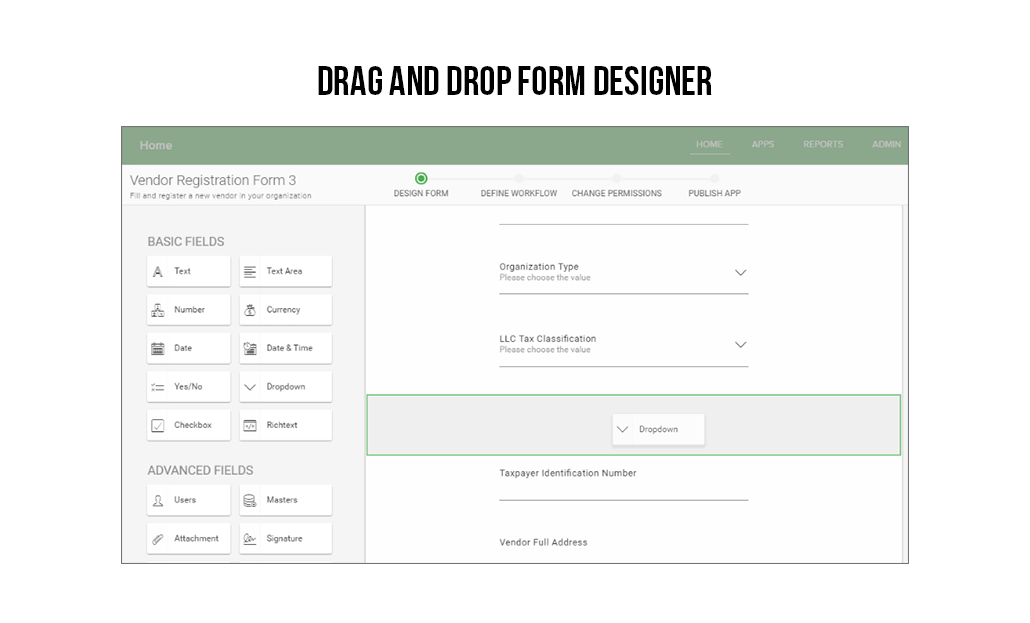 DRAG AND DROP FORM DESIGNER
Home
HOME APPS REPORTS ADMIN
Vendor Registration Form 3
Fill and register a new vendor in your organization
DESIGN FORM DEFINE WORKFLOW CHANGE PERMISSIONS PUBLISH APP
BASIC FIELDS
Text Text Area
Number Currency
Date Date & Time
Yes/No Dropdown
Checkbox Richtext
ADVANCED FIELDS
Users Masters
Attachment Signature
Organization Type
Please choose the value
LLC Tax Classification
Please choose the value
Dropdown
Taxpayer Identification Number
Vendor Full Address